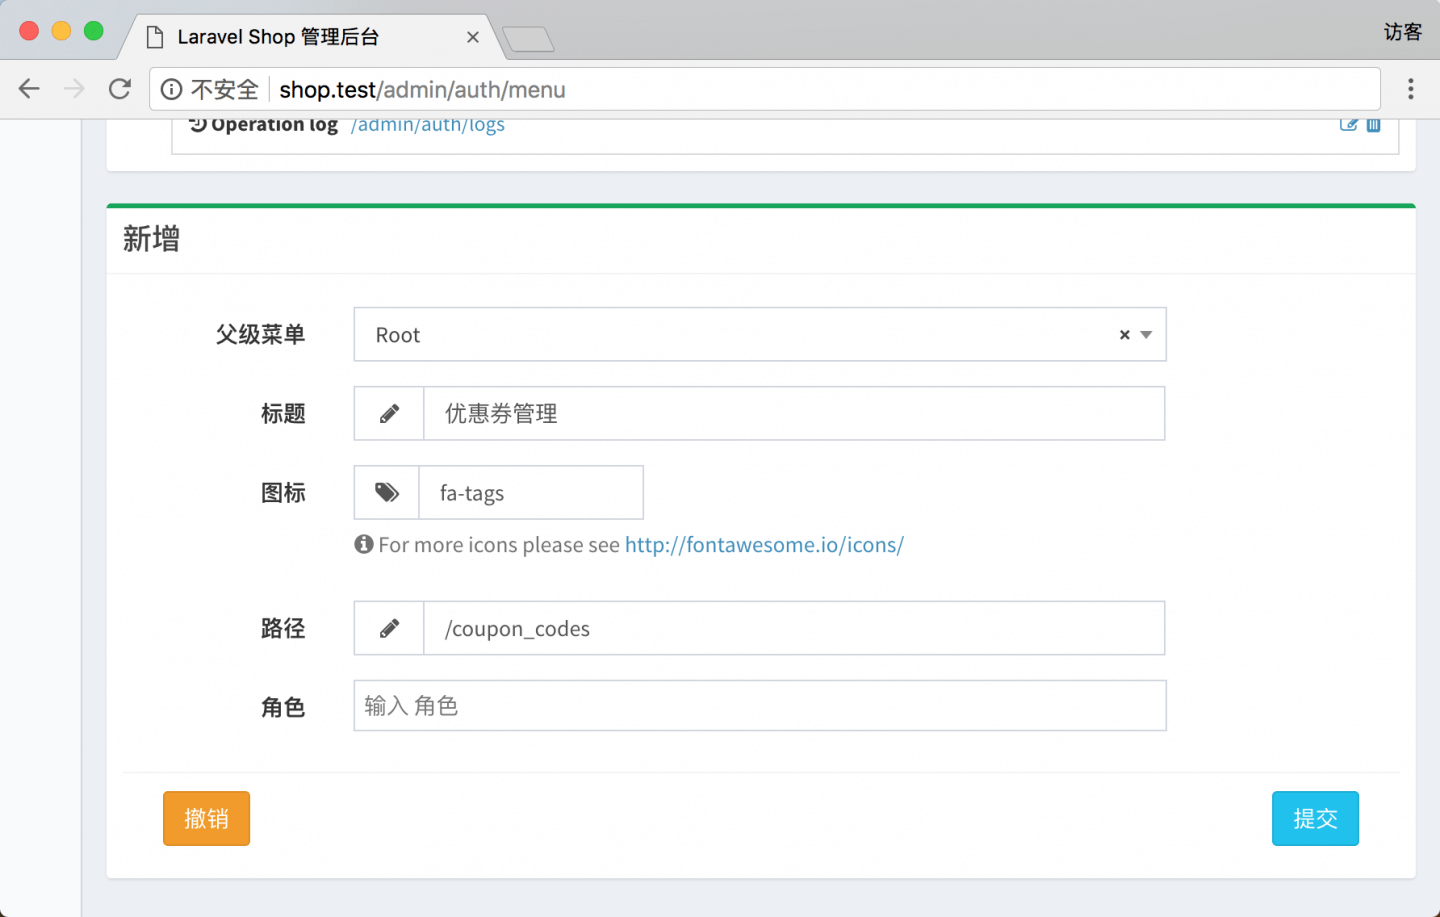 Laravel Shop 管理后台
访客
不安全 shop.test/admin/auth/menu
Operation log /admin/auth/logs
新增
父级菜单 Root
标题 优惠券管理
图标 fa-tags
For more icons please see http://fontawesome.io/icons/
路径 /coupon_codes
角色 输入 角色
撤销 提交